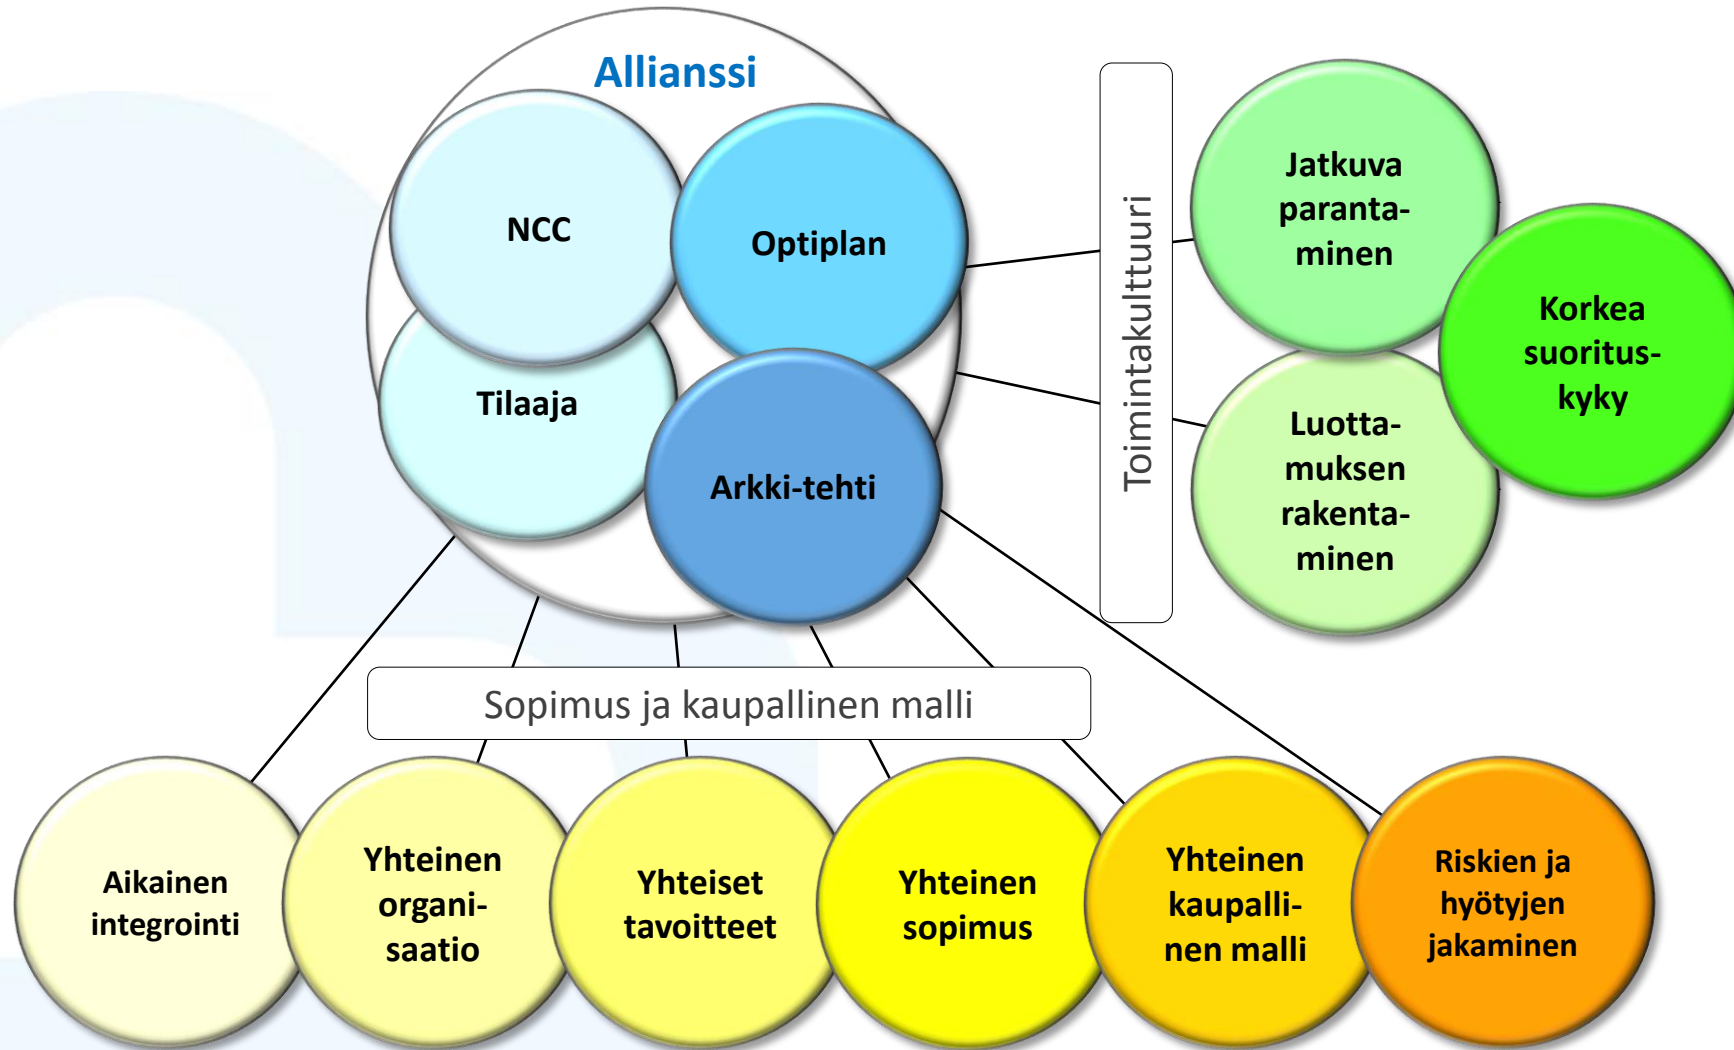 Allianssi
NCC
Optiplan
Tilaaja
Arkki-tehti
Toimintakulttuuri
Jatkuva
paranta-
minen
Korkea
suoritus-
kyky
Luotta-
muksen
rakenta-
minen
Sopimus ja kaupallinen malli
Aikainen
integrointi
Yhteinen
organi-
saatio
Yhteiset
tavoitteet
Yhteinen
sopimus
Yhteinen
kaupalli-
nen malli
Riskien ja
hyötyjen
jakaminen